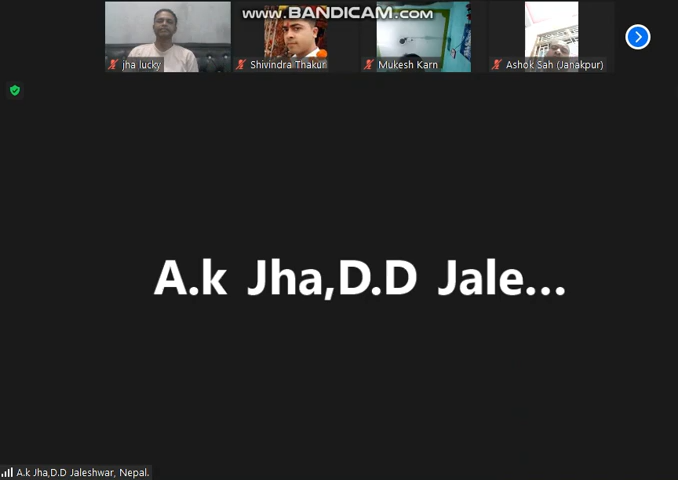 www.BANDICAM.com
jha lucky
Shivindra Thakur
Mukesh Karn
Ashok Sah (Janakpur)
A.k Jha,D.D Jale...
A.k Jha,D.D Jaleshwar, Nepal.